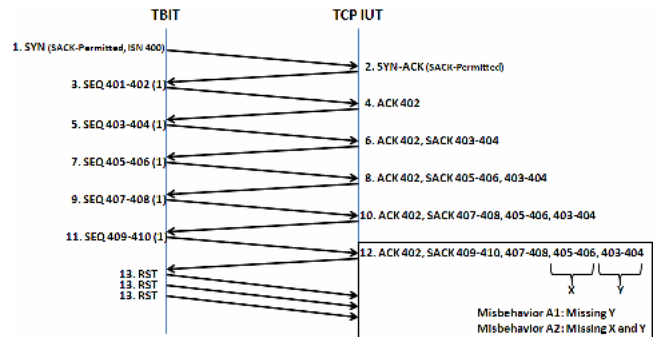 TBIT TCP IUT
1. SYN (SACK-Permitted, ISN 400)
2. SYN-ACK (SACK-Permitted)
3. SEQ 401-402 (1)
4. ACK 402
5. SEQ 403-404 (1)
6. ACK 402, SACK 403-404
7. SEQ 405-406 (1)
8. ACK 402, SACK 405-406, 403-404
9. SEQ 407-408 (1)
10. ACK 402, SACK 407-408, 405-406, 403-404
11. SEQ 409-410 (1)
12. ACK 402, SACK 409-410, 407-408, 405-406, 403-404
X Y
13. RST
13. RST
13. RST
Misbehavior A1: Missing Y
Misbehavior A2: Missing X and Y